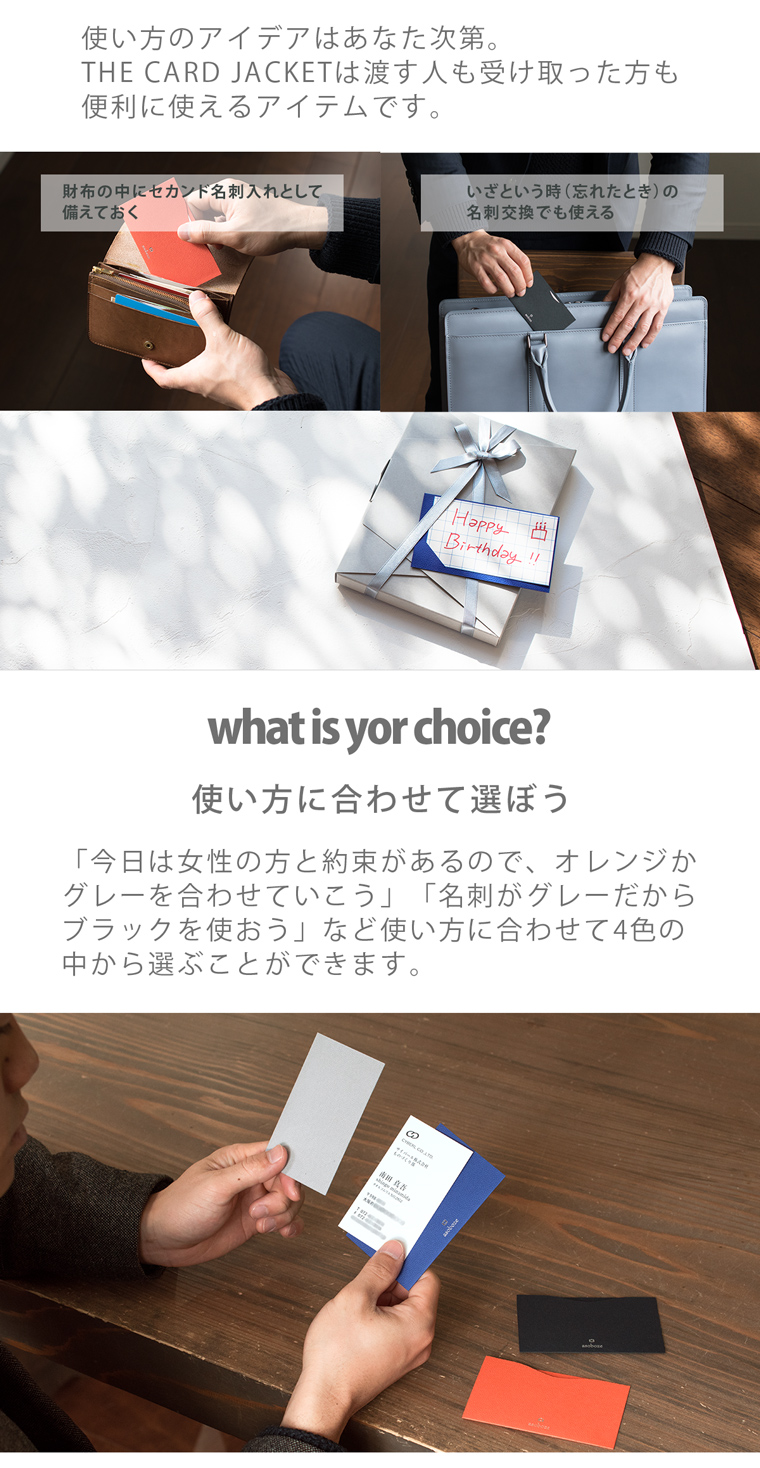 使い方のアイデアはあなた次第。
THE CARD JACKETは渡す人も受け取った方も
便利に使えるアイテムです。
財布の中にセカンド名刺入れとして
備えておく
いざという時（忘れたとき）の
名刺交換でも使える
Happy
Birthday !!
what is yor choice?
使い方に合わせて選ぼう
「今日は女性の方と約束があるので、オレンジか
グレーを合わせていこう」「名刺がグレーだから
ブラックを使おう」など使い方に合わせて4色の
中から選ぶことができます。